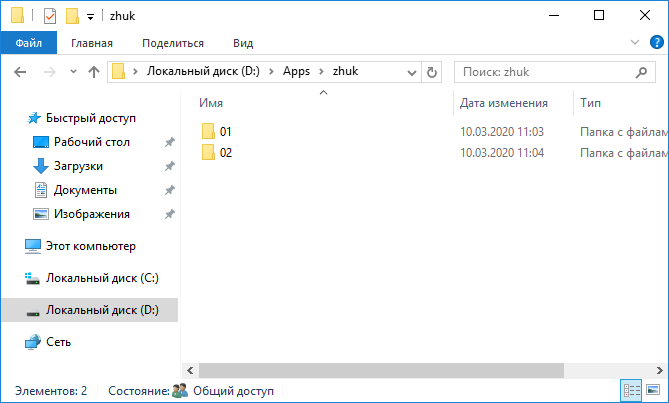 zhuk
Файл Главная Поделиться Вид
Локальный диск (D:) Apps zhuk Поиск: zhuk
Имя Дата изменения Тип
Быстрый доступ
Рабочий стол
Загрузки
Документы
Изображения
Этот компьютер
Локальный диск (C:)
Локальный диск (D:)
Сеть
01 10.03.2020 11:03 Папка с файлам
02 10.03.2020 11:04 Папка с файлам
Элементов: 2 Состояние: Общий доступ